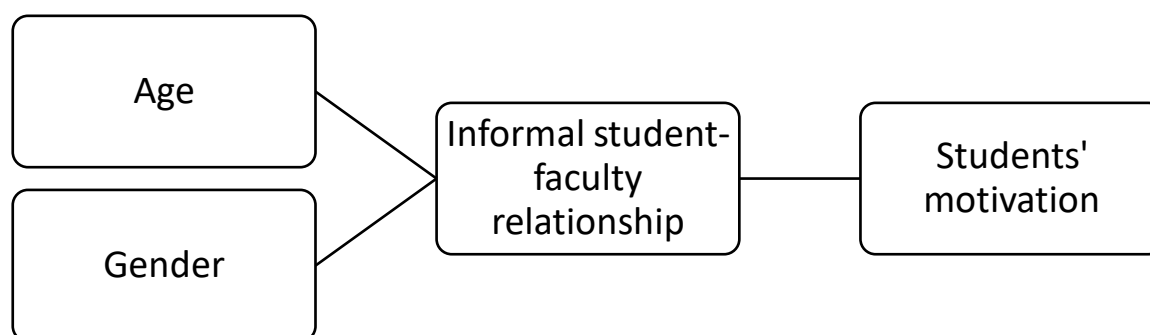 Age
Gender
Informal student-
faculty
relationship
Students'
motivation